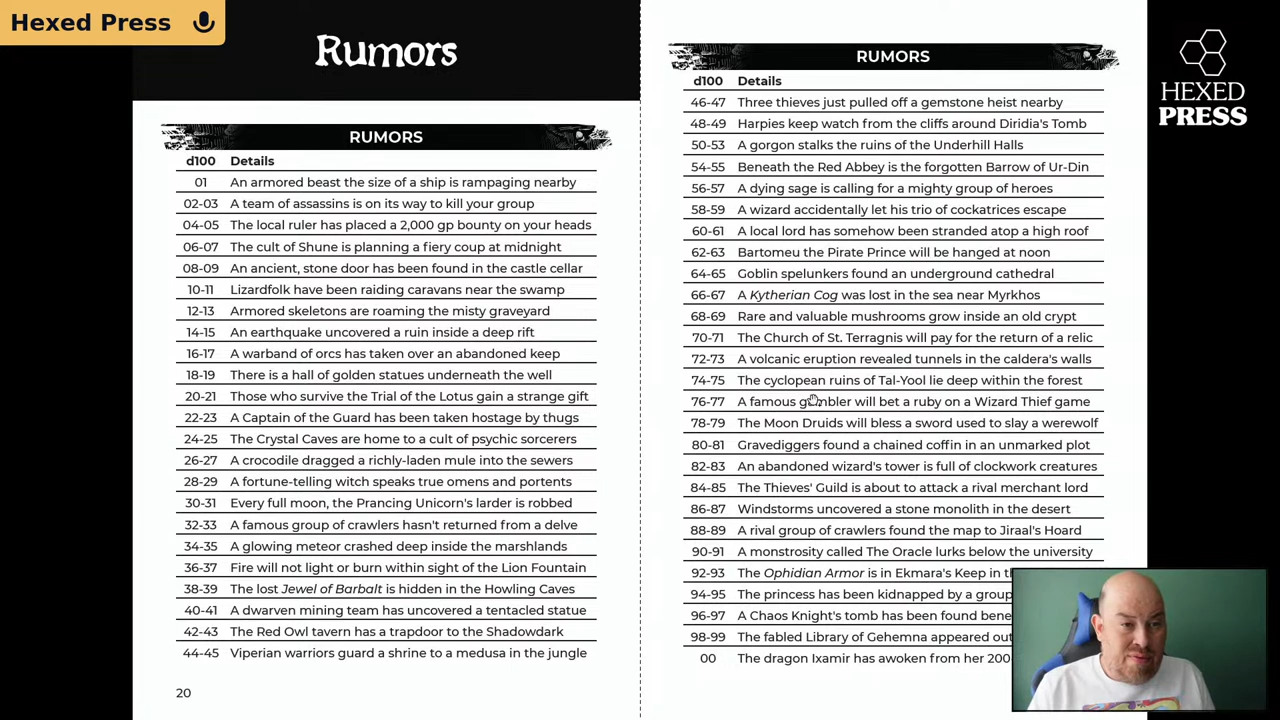 Hexed Press
Rumors
RUMORS
d100 Details
01 An armored beast the size of a ship is rampaging nearby
02-03 A team of assassins is on its way to kill your group
04-05 The local ruler has placed a 2,000 gp bounty on your heads
06-07 The cult of Shune is planning a fiery coup at midnight
08-09 An ancient, stone door has been found in the castle cellar
10-11 Lizardfolk have been raiding caravans near the swamp
12-13 Armored skeletons are roaming the misty graveyard
14-15 An earthquake uncovered a ruin inside a deep rift
16-17 A warband of orcs has taken over an abandoned keep
18-19 There is a hall of golden statues underneath the well
20-21 Those who survive the Trial of the Lotus gain a strange gift
22-23 A Captain of the Guard has been taken hostage by thugs
24-25 The Crystal Caves are home to a cult of psychic sorcerers
26-27 A crocodile dragged a richly-laden mule into the sewers
28-29 A fortune-telling witch speaks true omens and portents
30-31 Every full moon, the Prancing Unicorn's larder is robbed
32-33 A famous group of crawlers hasn't returned from a delve
34-35 A glowing meteor crashed deep inside the marshlands
36-37 Fire will not light or burn within sight of the Lion Fountain
38-39 The lost Jewel of Barbalt is hidden in the Howling Caves
40-41 A dwarven mining team has uncovered a tentacled statue
42-43 The Red Owl tavern has a trapdoor to the Shadowdark
44-45 Viperian warriors guard a shrine to a medusa in the jungle
20
RUMORS
d100 Details
46-47 Three thieves just pulled off a gemstone heist nearby
48-49 Harpies keep watch from the cliffs around Diridia's Tomb
50-53 A gorgon stalks the ruins of the Underhill Halls
54-55 Beneath the Red Abbey is the forgotten Barrow of Ur-Din
56-57 A dying sage is calling for a mighty group of heroes
58-59 A wizard accidentally let his trio of cockatrices escape
60-61 A local lord has somehow been stranded atop a high roof
62-63 Bartomeu the Pirate Prince will be hanged at noon
64-65 Goblin spelunkers found an underground cathedral
66-67 A Kytherian Cog was lost in the sea near Myrkhos
68-69 Rare and valuable mushrooms grow inside an old crypt
70-71 The Church of St. Terragnis will pay for the return of a relic
72-73 A volcanic eruption revealed tunnels in the caldera's walls
74-75 The cyclopean ruins of Tal-Yool lie deep within the forest
76-77 A famous gambler will bet a ruby on a Wizard Thief game
78-79 The Moon Druids will bless a sword used to slay a werewolf
80-81 Gravediggers found a chained coffin in an unmarked plot
82-83 An abandoned wizard's tower is full of clockwork creatures
84-85 The Thieves' Guild is about to attack a rival merchant lord
86-87 Windstorms uncovered a stone monolith in the desert
88-89 A rival group of crawlers found the map to Jiraal's Hoard
90-91 A monstrosity called The Oracle lurks below the university
92-93 The Ophidian Armor is in Ekmara's Keep in
94-95 The princess has been kidnapped by a group
96-97 A Chaos Knight's tomb has been found
98-99 The fabled Library of Gehemna appeared
00 The dragon Ixamir has awoken from her
HEXED
PRESS